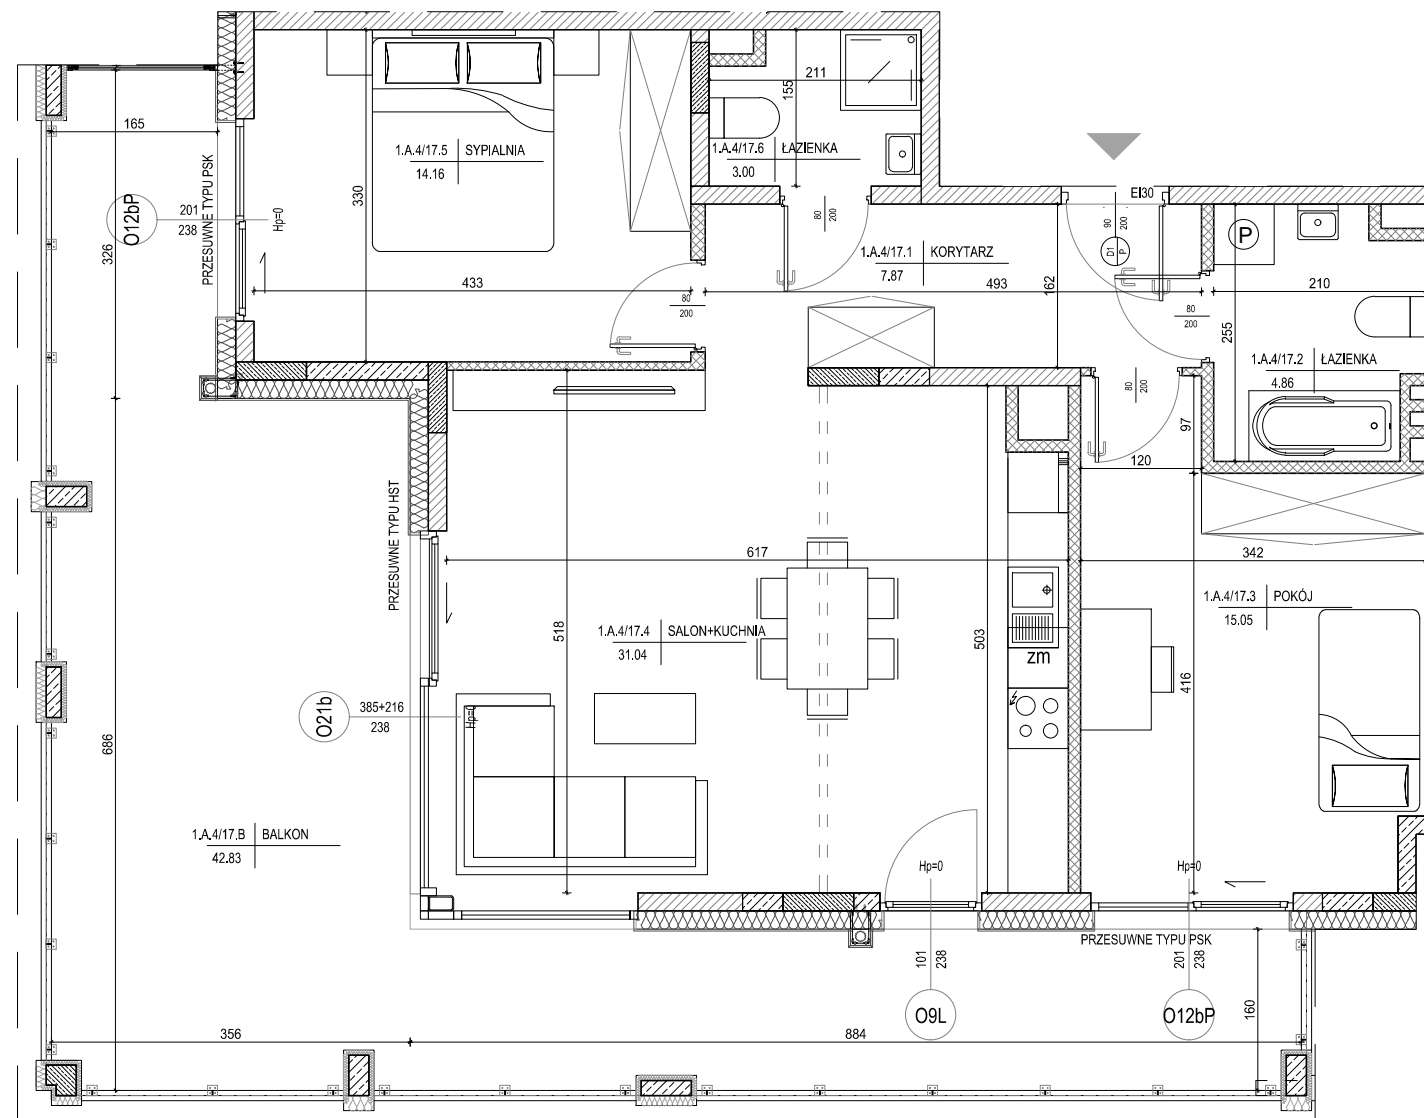 211
155
165
1.A.4/17.5 SYPIALNIA
14.16
1.A.4/17.6 ŁAZIENKA
3.00
330
PRZESUWNE TYPU PSK
O12bP
201
238
Hp=0
326
433
80
200
80
200
1.A.4/17.1 KORYTARZ
7.87
493
162
EI30
90
200
D1
P
P
210
255
80
200
1.A.4/17.2 ŁAZIENKA
4.86
80
200
97
120
PRZESUWNE TYPU HST
617
342
518
503
1.A.4/17.4 SALON+KUCHNIA
31.04
zm
1.A.4/17.3 POKÓJ
15.05
416
O21b
385+216
238
Hp=0
686
1.A.4/17.B BALKON
42.83
Hp=0
Hp=0
PRZESUWNE TYPU PSK
101
238
201
238
O9L
O12bP
160
356
884